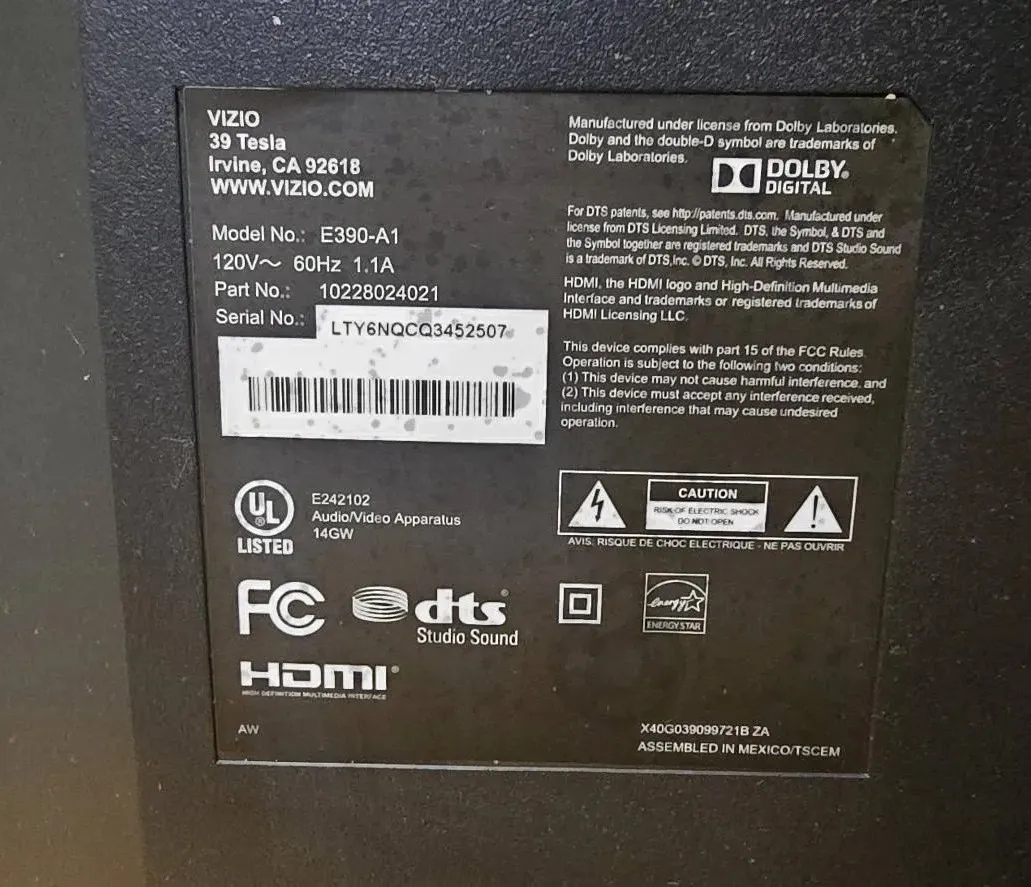 VIZIO
39 Tesla
Irvine, CA 92618
WWW.VIZIO.COM
Model No.: E390-A1
120V～ 60Hz 1.1A
Part No.: 10228024021
Serial No.: LTY6NQCQ3452507
Manufactured under license from Dolby Laboratories.
Dolby and the double-D symbol are trademarks of
Dolby Laboratories.
DOLBY®
DIGITAL
For DTS patents, see http://patents.dts.com. Manufactured under
license from DTS Licensing Limited. DTS, the Symbol, & DTS and
the Symbol together are registered trademarks and DTS Studio Sound
is a trademark of DTS,Inc. © DTS, Inc. All Rights Reserved.
HDMI, the HDMI logo and High-Definition Multimedia
Interface and trademarks or registered trademarks of
HDMI Licensing LLC.
This device complies with part 15 of the FCC Rules.
Operation is subject to the following two conditions:
(1) This device may not cause harmful interference, and
(2) This device must accept any interference received,
including interference that may cause undesired
operation.
UL ®
LISTED
E242102
Audio/Video Apparatus
14GW
CAUTION
RISK OF ELECTRIC SHOCK
DO NOT OPEN
AVIS. RISQUE DE CHOC ELECTRIQUE - NE PAS OUVRIR
FC
dts®
Studio Sound
energy
ENERGY STAR
HDMI®
HIGH DEFINITION MULTIMEDIA INTERFACE
AW
X40G039099721B ZA
ASSEMBLED IN MEXICO/TSCEM